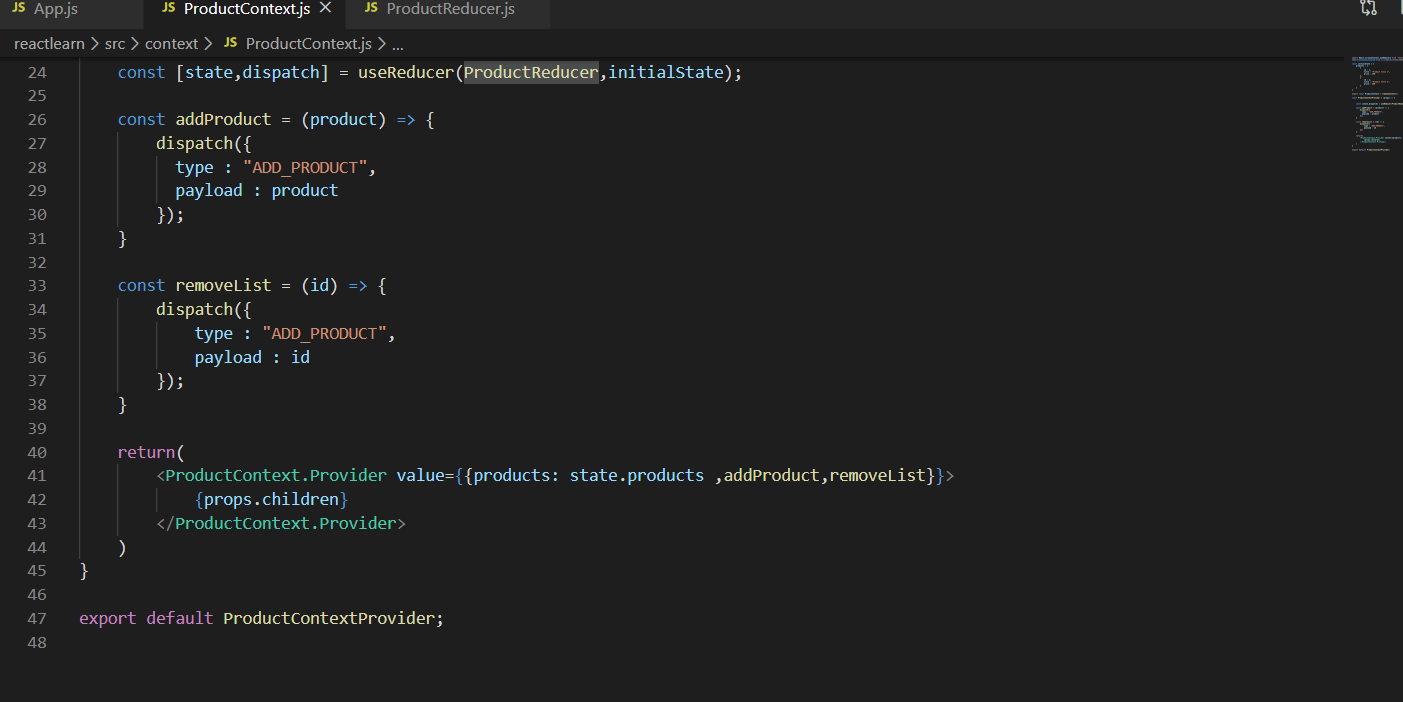 JS App.js JS ProductContext.js × JS ProductReducer.js
reactlearn > src > context > JS ProductContext.js > ...
24 const [state,dispatch] = useReducer(ProductReducer,initialState);
25
26 const addProduct = (product) => {
27 dispatch({
28 type : "ADD_PRODUCT",
29 payload : product
30 });
31 }
32
33 const removeList = (id) => {
34 dispatch({
35 type : "ADD_PRODUCT",
36 payload : id
37 });
38 }
39
40 return(
41 <ProductContext.Provider value={{products: state.products ,addProduct,removeList}}>
42 {props.children}
43 </ProductContext.Provider>
44 )
45 }
46
47 export default ProductContextProvider;
48